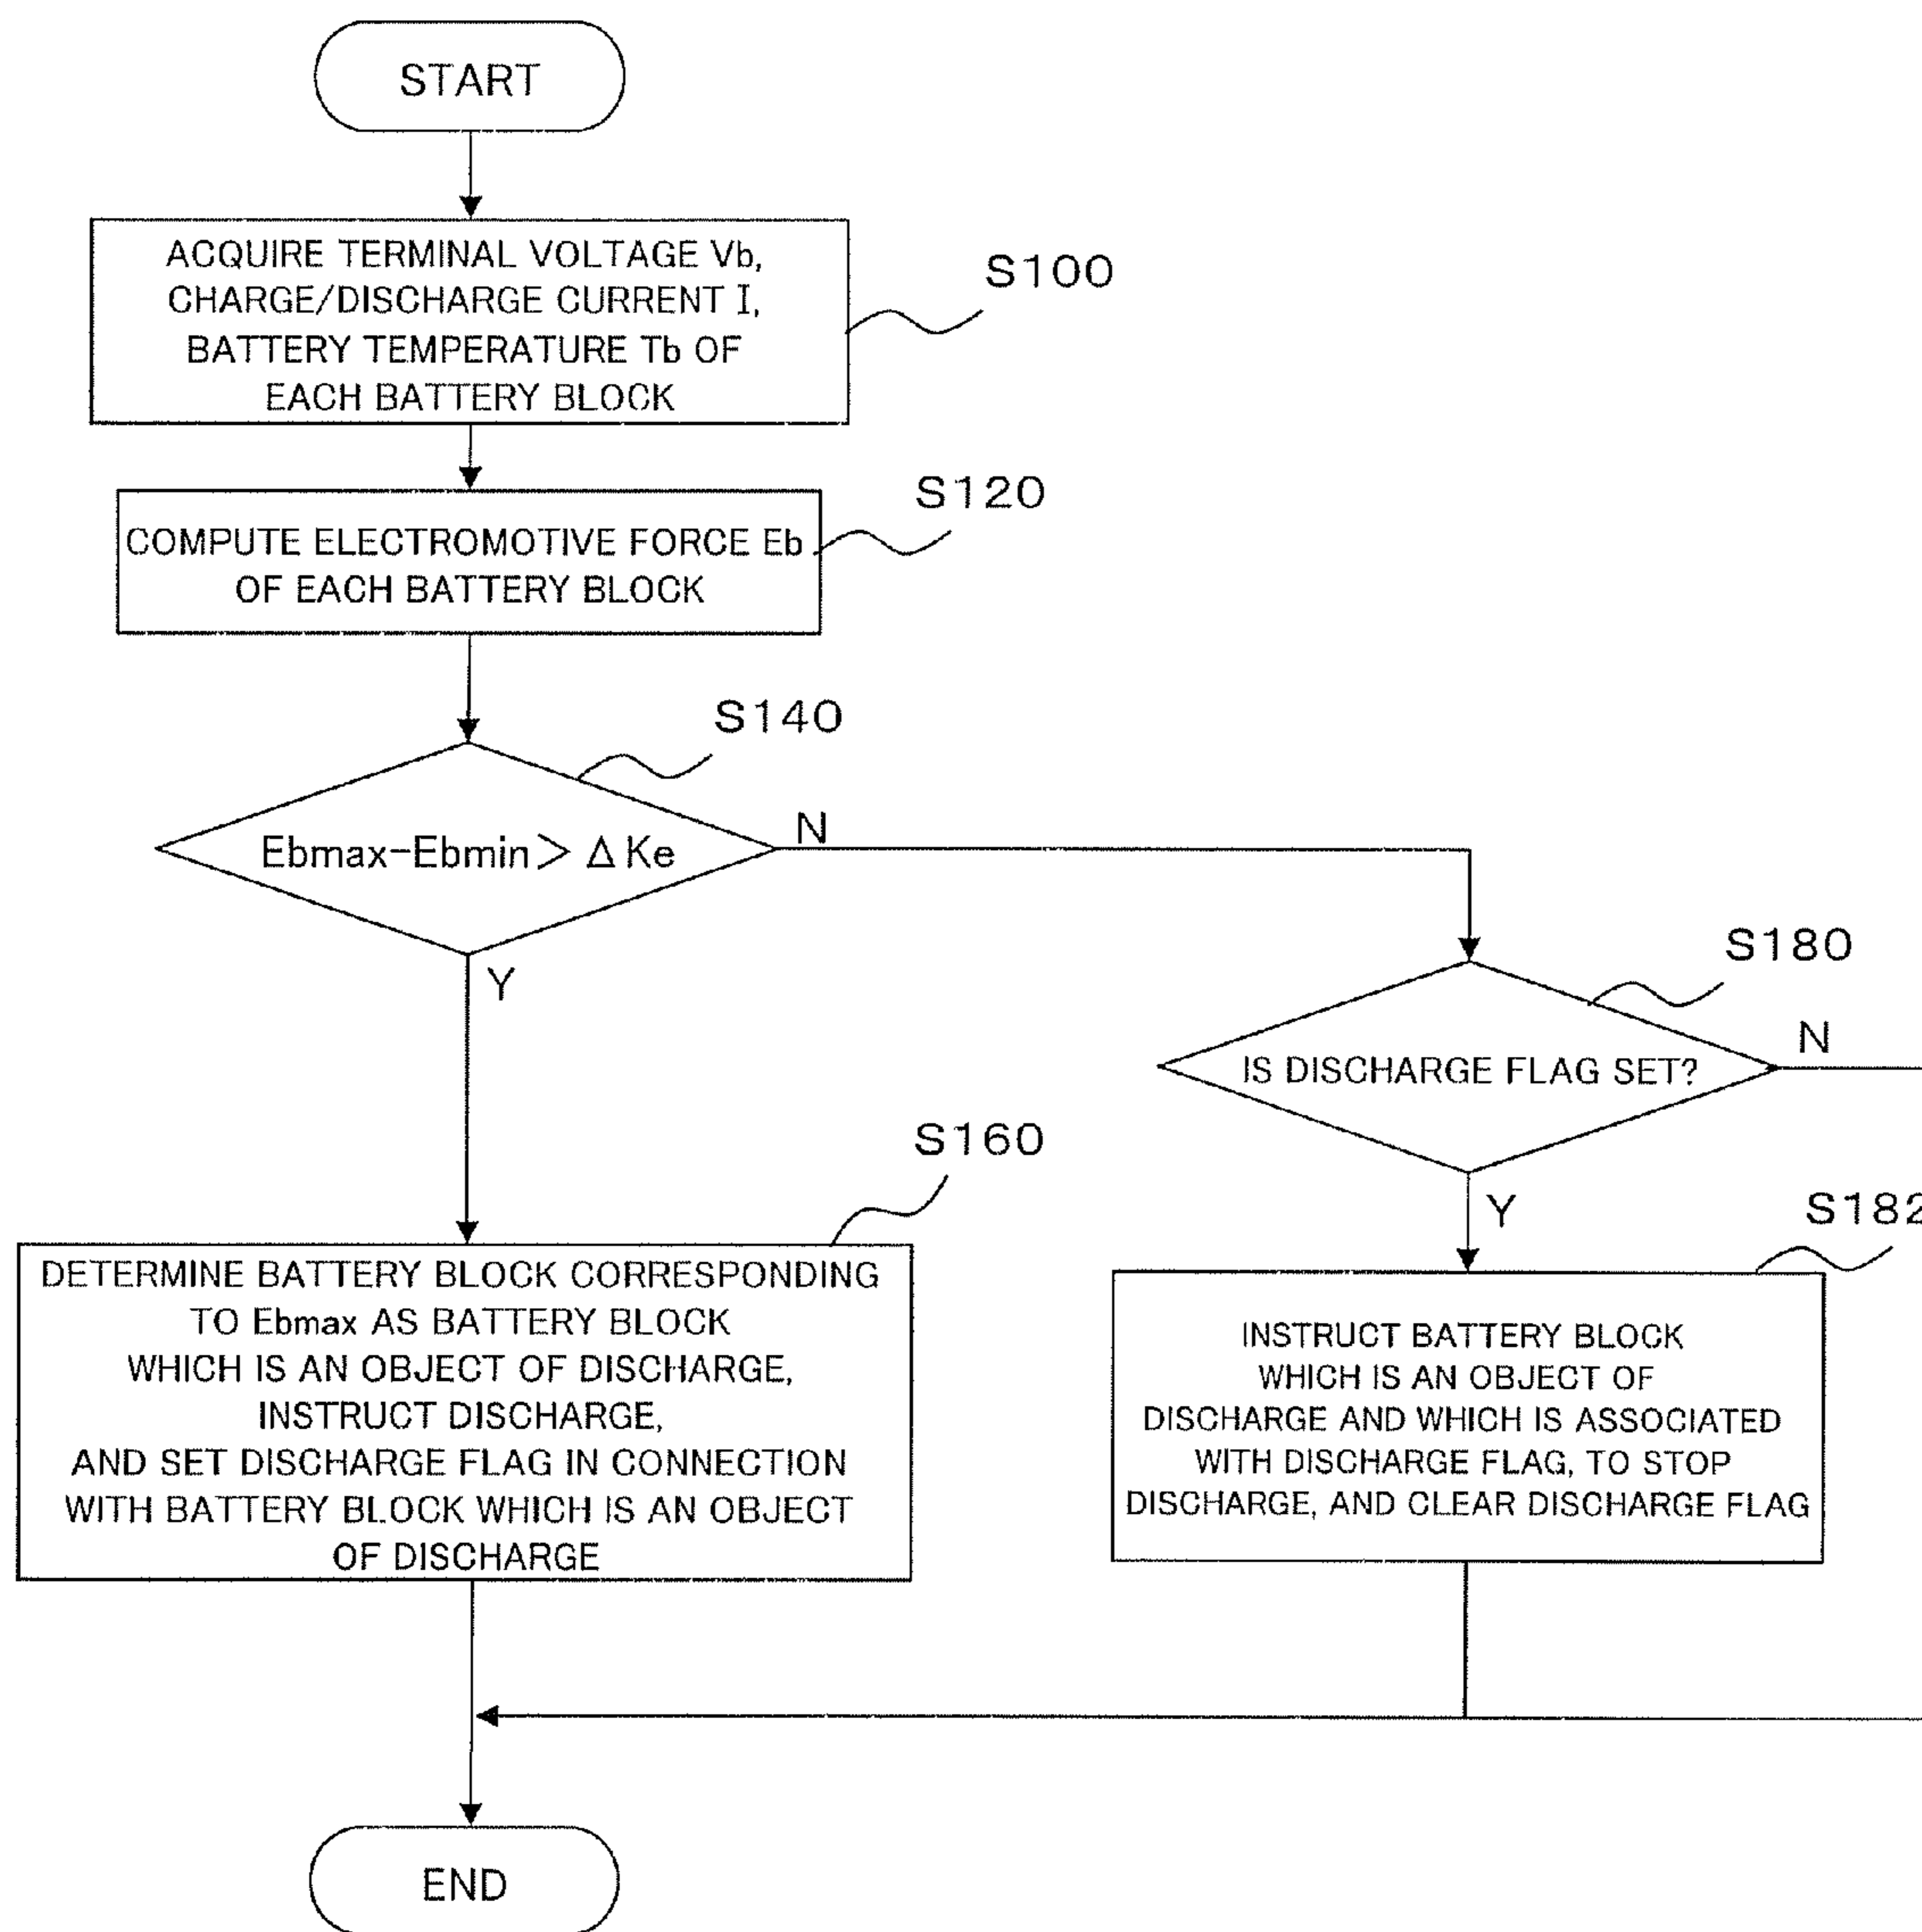 START
ACQUIRE TERMINAL VOLTAGE Vb,
CHARGE/DISCHARGE CURRENT I,
BATTERY TEMPERATURE Tb OF
EACH BATTERY BLOCK
S100
COMPUTE ELECTROMOTIVE FORCE Eb
OF EACH BATTERY BLOCK
S120
S140
Ebmax-Ebmin> Δ Ke
N
Y
S180
IS DISCHARGE FLAG SET?
N
Y
S160
DETERMINE BATTERY BLOCK CORRESPONDING
TO Ebmax AS BATTERY BLOCK
WHICH IS AN OBJECT OF DISCHARGE,
INSTRUCT DISCHARGE,
AND SET DISCHARGE FLAG IN CONNECTION
WITH BATTERY BLOCK WHICH IS AN OBJECT
OF DISCHARGE
S182
INSTRUCT BATTERY BLOCK
WHICH IS AN OBJECT OF
DISCHARGE AND WHICH IS ASSOCIATED
WITH DISCHARGE FLAG, TO STOP
DISCHARGE, AND CLEAR DISCHARGE FLAG
END